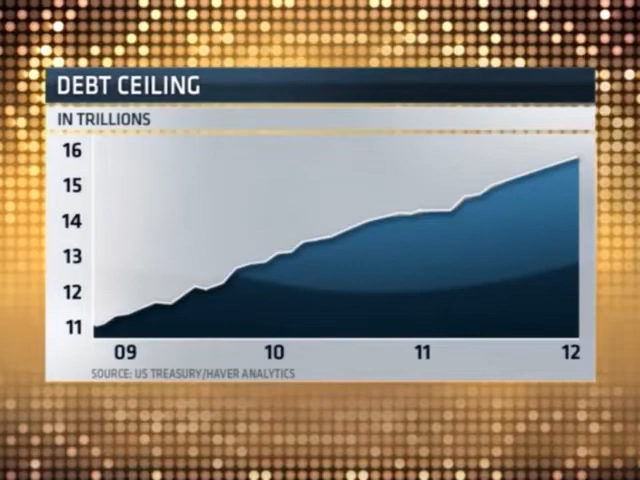 DEBT CEILING
IN TRILLIONS
16
15
14
13
12
11
09 10 11 12
SOURCE: US TREASURY/HAVER ANALYTICS